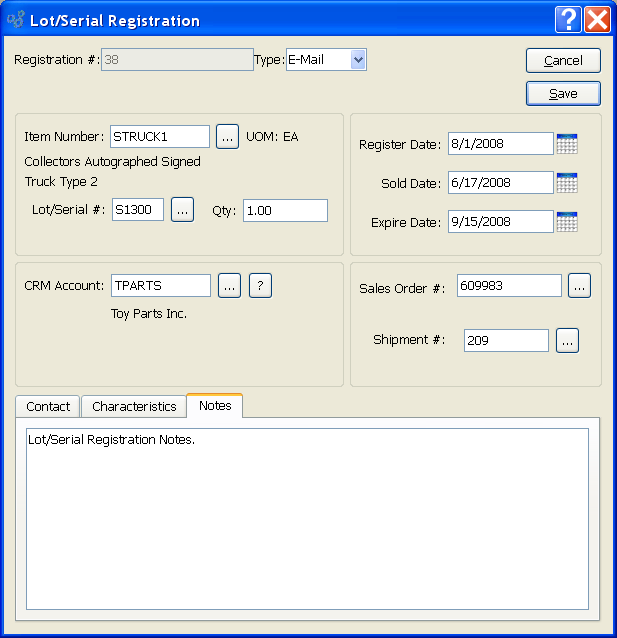 Lot/Serial Registration
Registration #: 38 Type: E-Mail
Cancel
Save
Item Number: STRUCK1 ... UOM: EA
Collectors Autographed Signed
Truck Type 2
Lot/Serial #: S1300 ... Qty: 1.00
Register Date: 8/1/2008
Sold Date: 6/17/2008
Expire Date: 9/15/2008
CRM Account: TPARTS ... ?
Toy Parts Inc.
Sales Order #: 609983 ...
Shipment #: 209 ...
Contact Characteristics Notes
Lot/Serial Registration Notes.